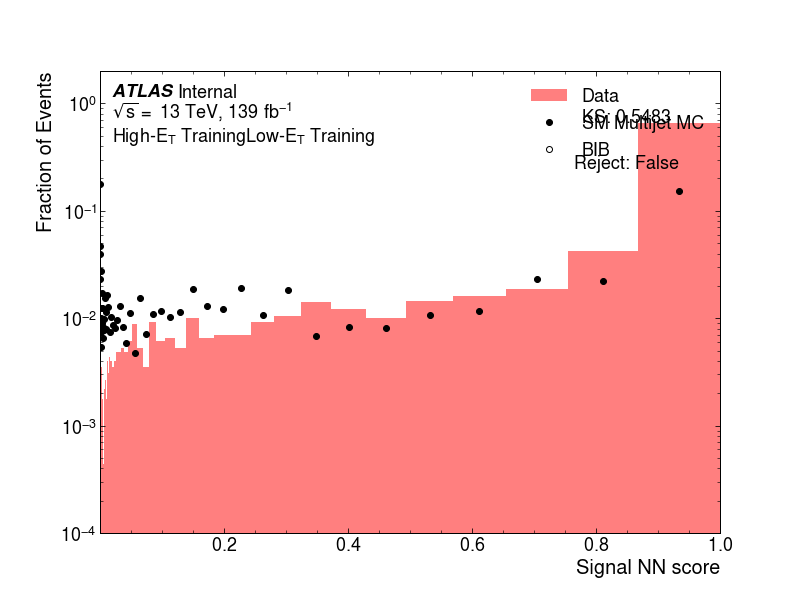 ATLAS Internal
√s = 13 TeV, 139 fb⁻¹
High-E_T TrainingLow-E_T Training
Data
KS: 0.5483
SM Multijet MC
BIB
Reject: False
Fraction of Events
10⁰
10⁻¹
10⁻²
10⁻³
10⁻⁴
0.2 0.4 0.6 0.8 1.0
Signal NN score